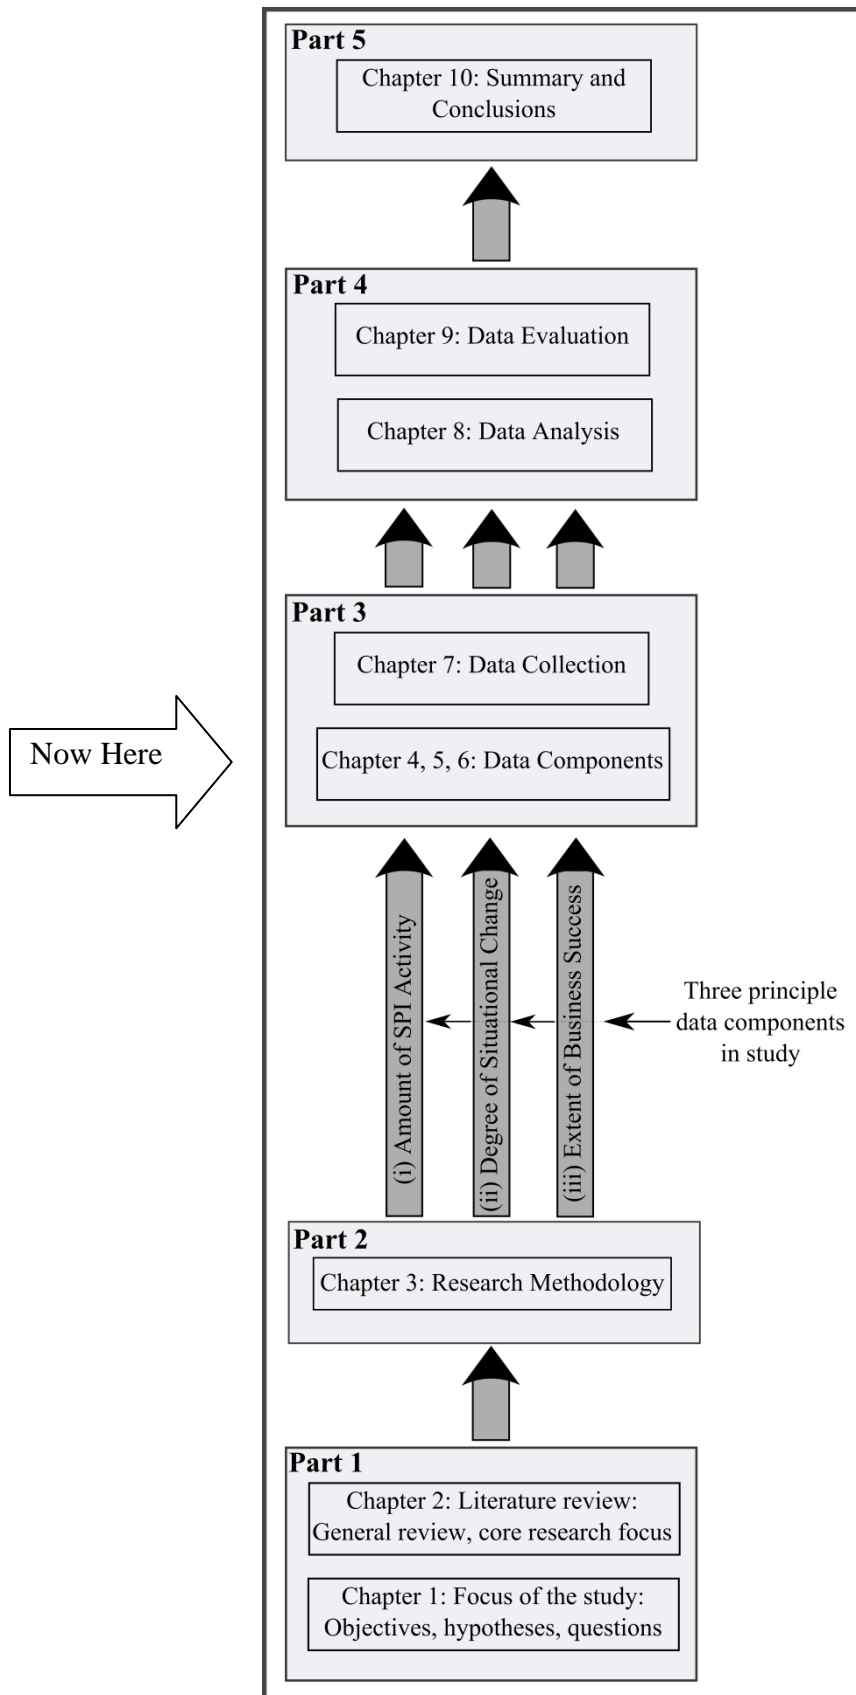 Part 5
Chapter 10: Summary and
Conclusions
Part 4
Chapter 9: Data Evaluation
Chapter 8: Data Analysis
Part 3
Chapter 7: Data Collection
Now Here
Chapter 4, 5, 6: Data Components
(i) Amount of SPI Activity
(ii) Degree of Situational Change
(iii) Extent of Business Success
Three principle
data components
in study
Part 2
Chapter 3: Research Methodology
Part 1
Chapter 2: Literature review:
General review, core research focus
Chapter 1: Focus of the study:
Objectives, hypotheses, questions